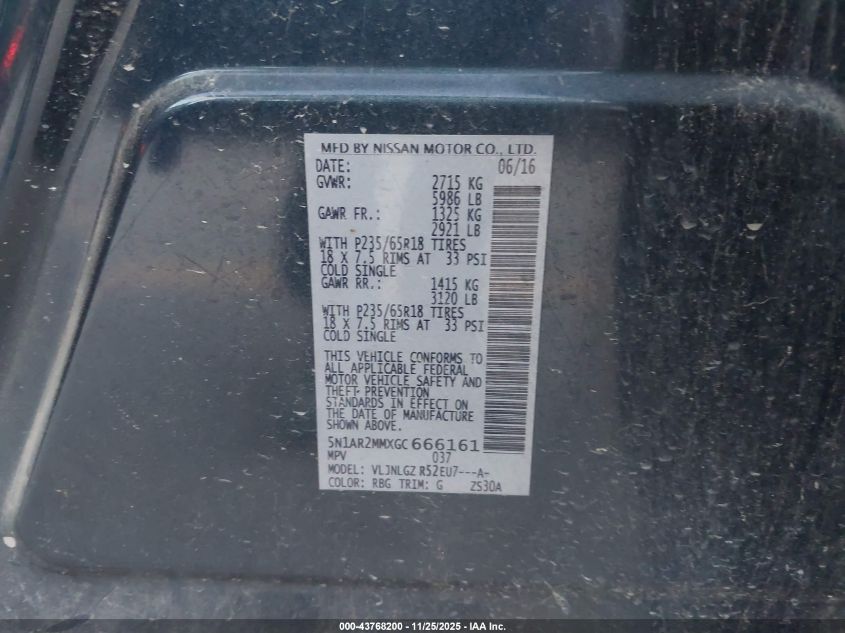 MFD BY NISSAN MOTOR CO., LTD.
DATE: 06/16
GVWR: 2715 KG
5986 LB
GAWR FR.: 1325 KG
2921 LB
WITH P235/65R18 TIRES
18 X 7.5 RIMS AT 33 PSI
COLD SINGLE
GAWR RR.: 1415 KG
3120 LB
WITH P235/65R18 TIRES
18 X 7.5 RIMS AT 33 PSI
COLD SINGLE
THIS VEHICLE CONFORMS TO
ALL APPLICABLE FEDERAL
MOTOR VEHICLE SAFETY AND
THEFT PREVENTION
STANDARDS IN EFFECT ON
THE DATE OF MANUFACTURE
SHOWN ABOVE.
5N1AR2MMXGC666161
MPV 037
MODEL: VLJNLGZ R52EU7---A-
COLOR: RBG TRIM: G ZS30A
000-43768200 - 11/25/2025 - IAA Inc.